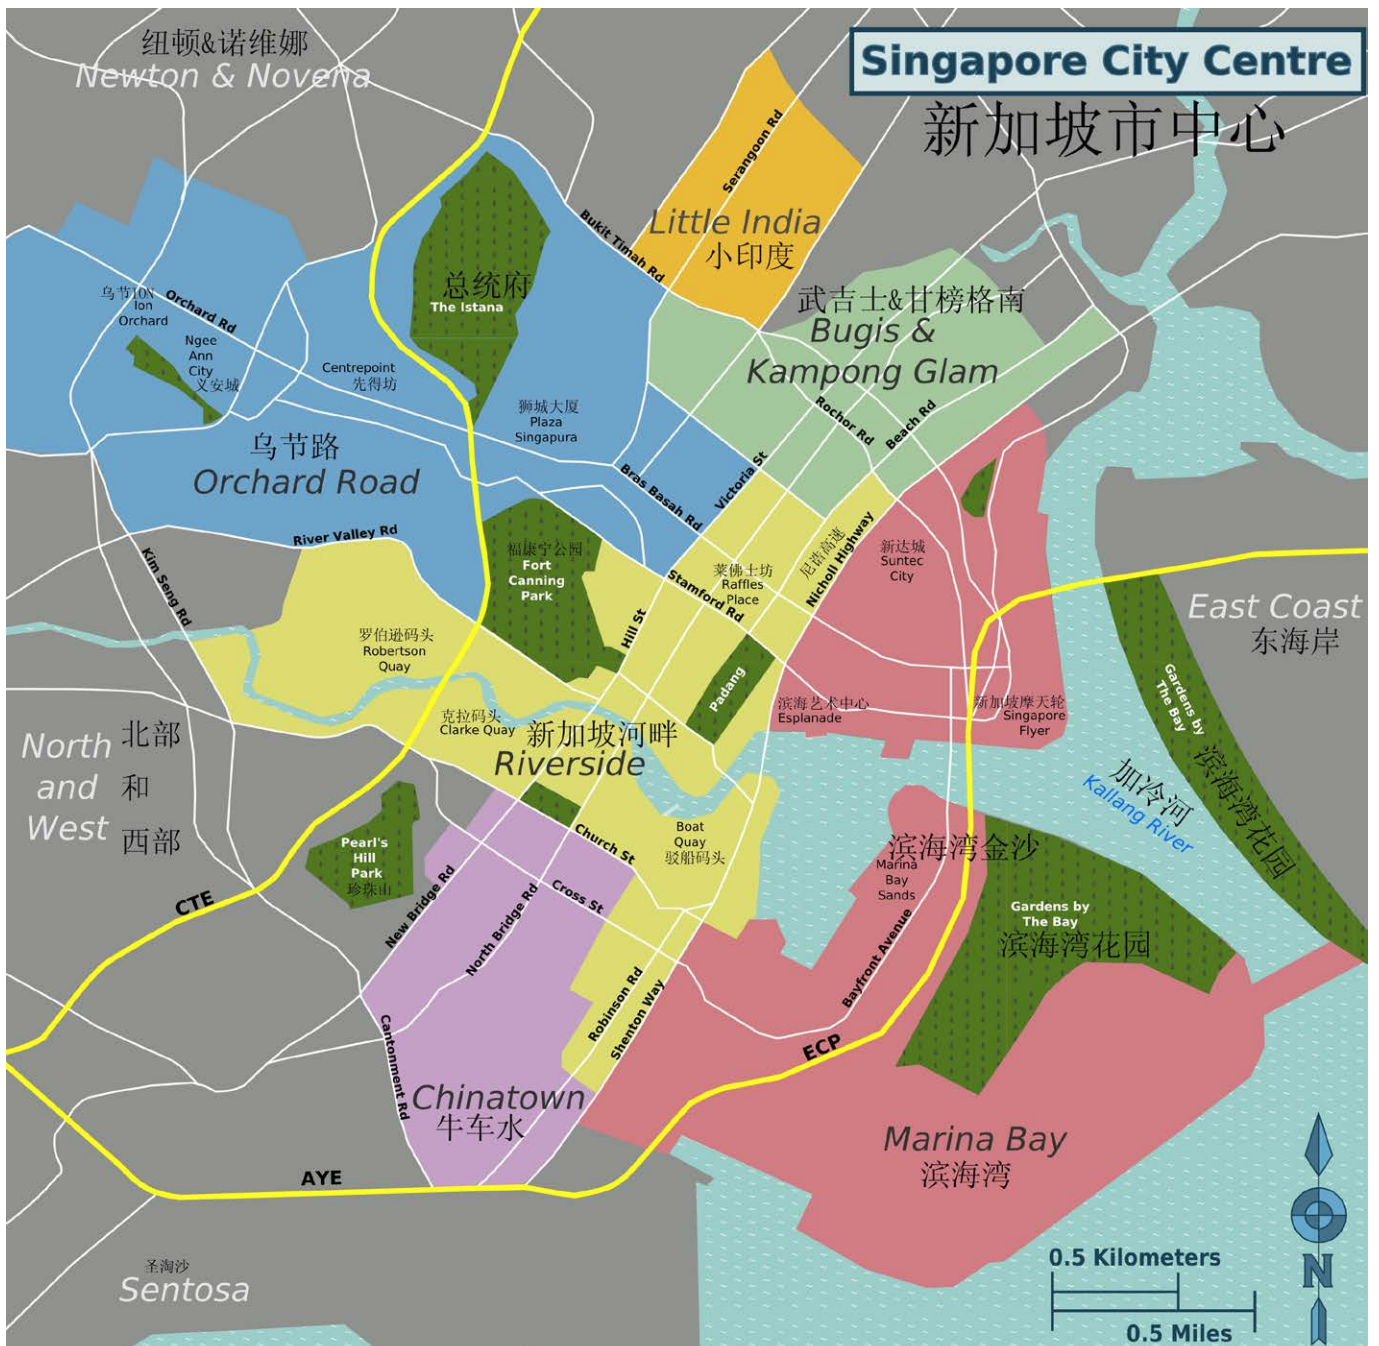 纽顿&诺维娜
Newton & Novena
Singapore City Centre
新加坡市中心
Serangoon Rd
Little India
小印度
Bukit Timah Rd
总统府
The Istana
乌节ION
Ion
Orchard
Orchard Rd
Ngee
Ann
City
义安城
Centrepoint
先得坊
狮城大厦
Plaza
Singapura
武吉士&甘榜格南
Bugis &
Kampong Glam
Rochor Rd
Beach Rd
乌节路
Orchard Road
Bras Basah Rd
Victoria St
River Valley Rd
Kim Seng Rd
福康宁公园
Fort
Canning
Park
Stamford Rd
莱佛士坊
Raffles
Place
尼诰高速
Nicholl Highway
新达城
Suntec
City
East Coast
东海岸
罗伯逊码头
Robertson
Quay
Hill St
Padang
滨海艺术中心
Esplanade
新加坡摩天轮
Singapore
Flyer
Gardens by
The Bay
滨海湾花园
克拉码头
Clarke Quay
新加坡河畔
Riverside
North
and
West
北部
和
西部
加冷河
Kallang River
Pearl's
Hill
Park
珍珠山
Church St
Boat
Quay
驳船码头
滨海湾金沙
Marina
Bay
Sands
CTE
New Bridge Rd
North Bridge Rd
Cross St
Gardens by
The Bay
滨海湾花园
Bayfront Avenue
Robinson Rd
Shenton Way
ECP
Cantonment Rd
Chinatown
牛车水
Marina Bay
滨海湾
AYE
圣淘沙
Sentosa
N
0.5 Kilometers
0.5 Miles